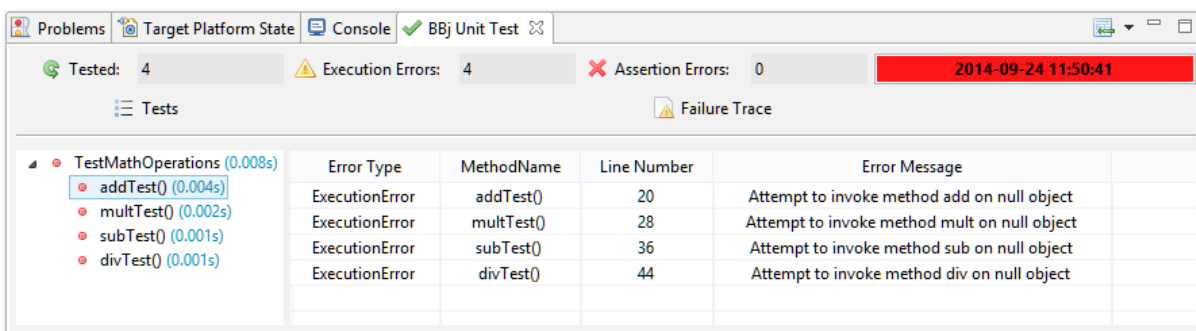 Problems Target Platform State Console BBj Unit Test
Tested: 4 Execution Errors: 4 Assertion Errors: 0 2014-09-24 11:50:41
Tests Failure Trace
TestMathOperations (0.008s)
addTest() (0.004s)
multTest() (0.002s)
subTest() (0.001s)
divTest() (0.001s)
Error Type MethodName Line Number Error Message
ExecutionError addTest() 20 Attempt to invoke method add on null object
ExecutionError multTest() 28 Attempt to invoke method mult on null object
ExecutionError subTest() 36 Attempt to invoke method sub on null object
ExecutionError divTest() 44 Attempt to invoke method div on null object